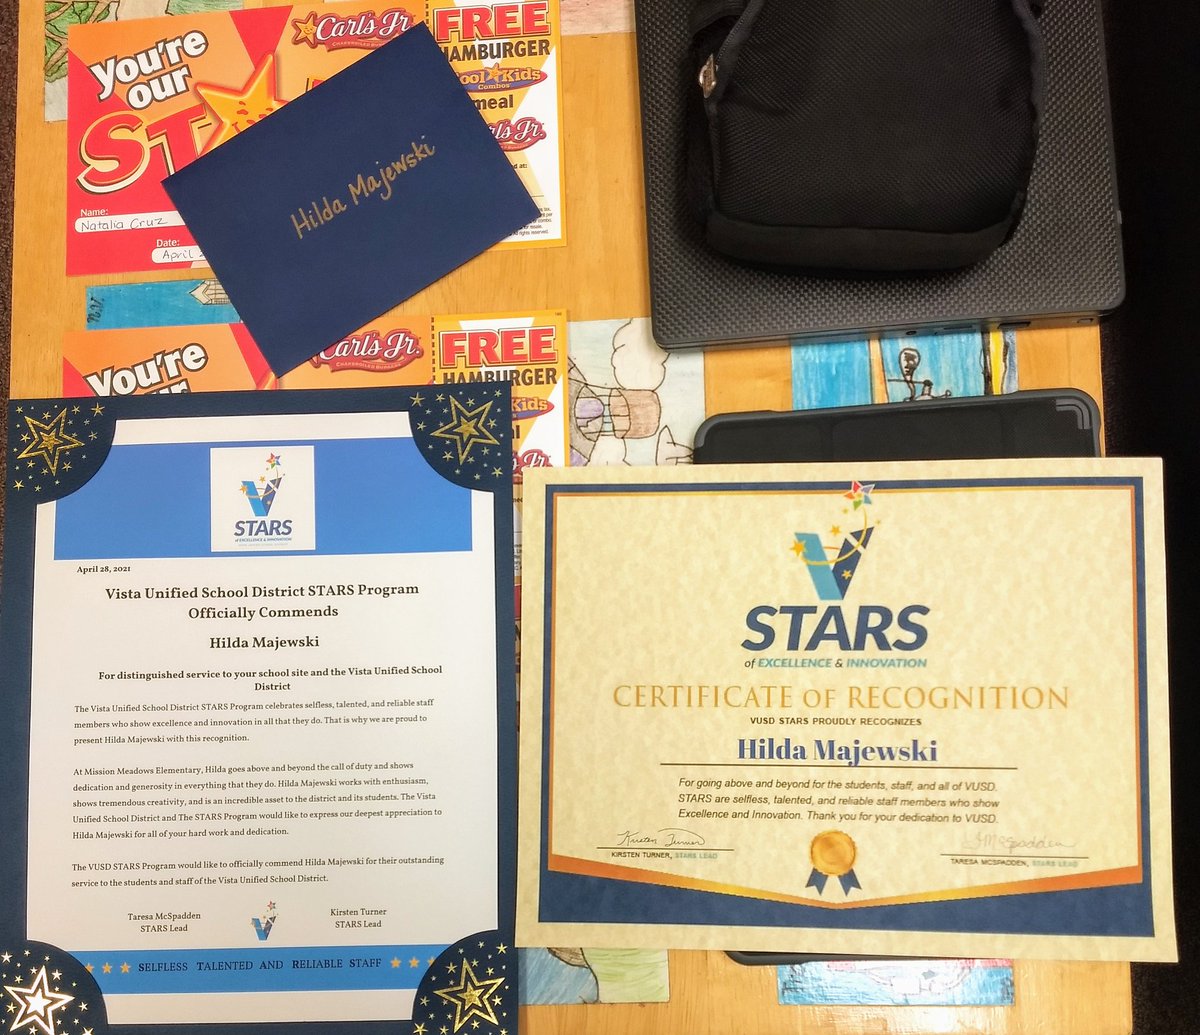 You're
our
STA
Carl's Jr.
CHARBROILED BURGERS
FREE
HAMBURGER
ool Kids
Combos
meal
rl's Jr.
Name:
Natalia Cruz
Date:
April
Hilda Majewski
You're
Carl's Jr.
CHARBROILED BURGERS
FREE
HAMBURGER
Kids
V
STARS
of EXCELLENCE & INNOVATION
April 28, 2021
Vista Unified School District STARS Program
Officially Commends
Hilda Majewski
For distinguished service to your school site and the Vista Unified School
District
The Vista Unified School District STARS Program celebrates selfless, talented, and reliable staff
members who show excellence and innovation in all that they do. That is why we are proud to
present Hilda Majewski with this recognition.
At Mission Meadows Elementary, Hilda goes above and beyond the call of duty and shows
dedication and generosity in everything that they do. Hilda Majewski works with enthusiasm,
shows tremendous creativity, and is an incredible asset to the district and its students. The Vista
Unified School District and The STARS Program would like to express our deepest appreciation to
Hilda Majewski for all of your hard work and dedication.
The VUSD STARS Program would like to officially commend Hilda Majewski for their outstanding
service to the students and staff of the Vista Unified School District.
Taresa McSpadden
STARS Lead
Kirsten Turner
STARS Lead
SELFLESS TALENTED AND RELIABLE STAFF
V
STARS
of EXCELLENCE & INNOVATION
CERTIFICATE OF RECOGNITION
VUSD STARS PROUDLY RECOGNIZES
Hilda Majewski
For going above and beyond for the students, staff, and all of VUSD.
STARS are selfless, talented, and reliable staff members who show
Excellence and Innovation. Thank you for your dedication to VUSD.
Kirsten Turner
KIRSTEN TURNER, STARS LEAD
TMcSpadden
TARESA MCSPADDEN, STARS LEAD